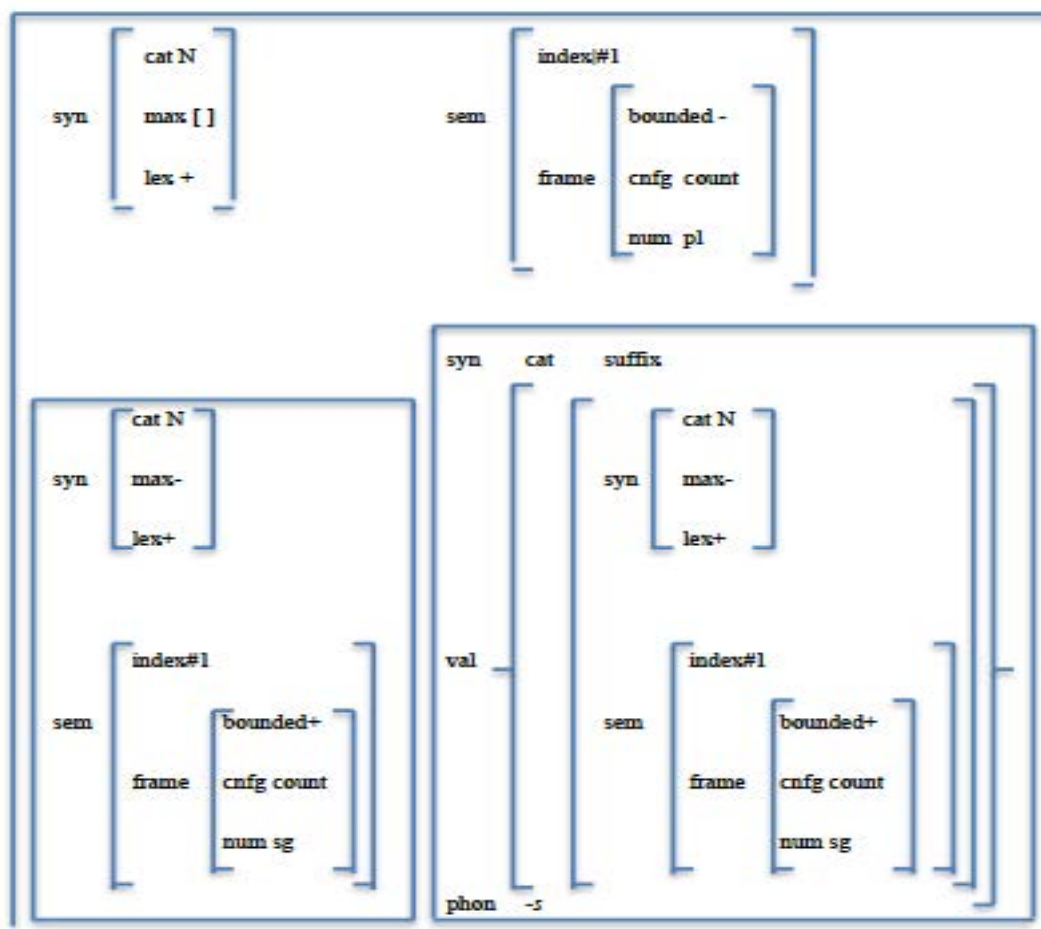 cat N
index|#1
syn max [ ] sem bounded -
lex + frame cnfg count
num pl
syn cat suffix
cat N
syn max-
lex+
index#1
sem bounded+
frame cnfg count
num sg
cat N
syn max-
lex+
val
index#1
sem bounded+
frame cnfg count
num sg
phon -s